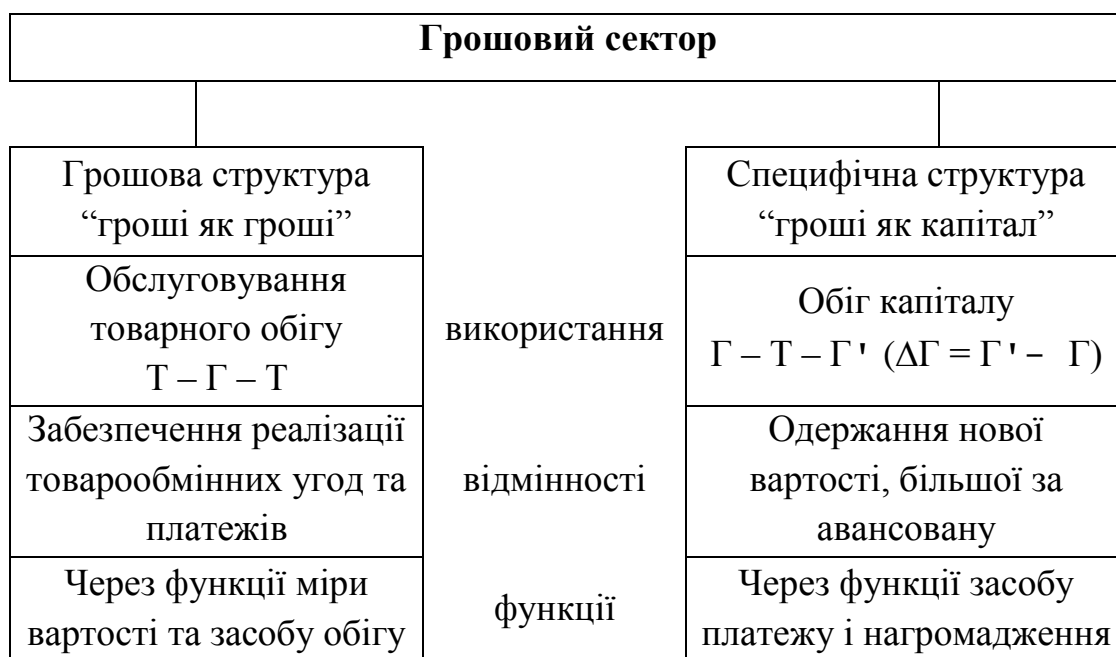 Грошовий сектор
Грошова структура
“гроші як гроші”
Специфічна структура
“гроші як капітал”
Обслуговування
товарного обігу
Т – Г – Т
використання
Обіг капіталу
Г – Т – Г' (∆Г = Г'– Г)
Забезпечення реалізації
товарообмінних угод та
платежів
відмінності
Одержання нової
вартості, більшої за
авансовану
Через функції міри
вартості та засобу обігу
функції
Через функції засобу
платежу і нагромадження